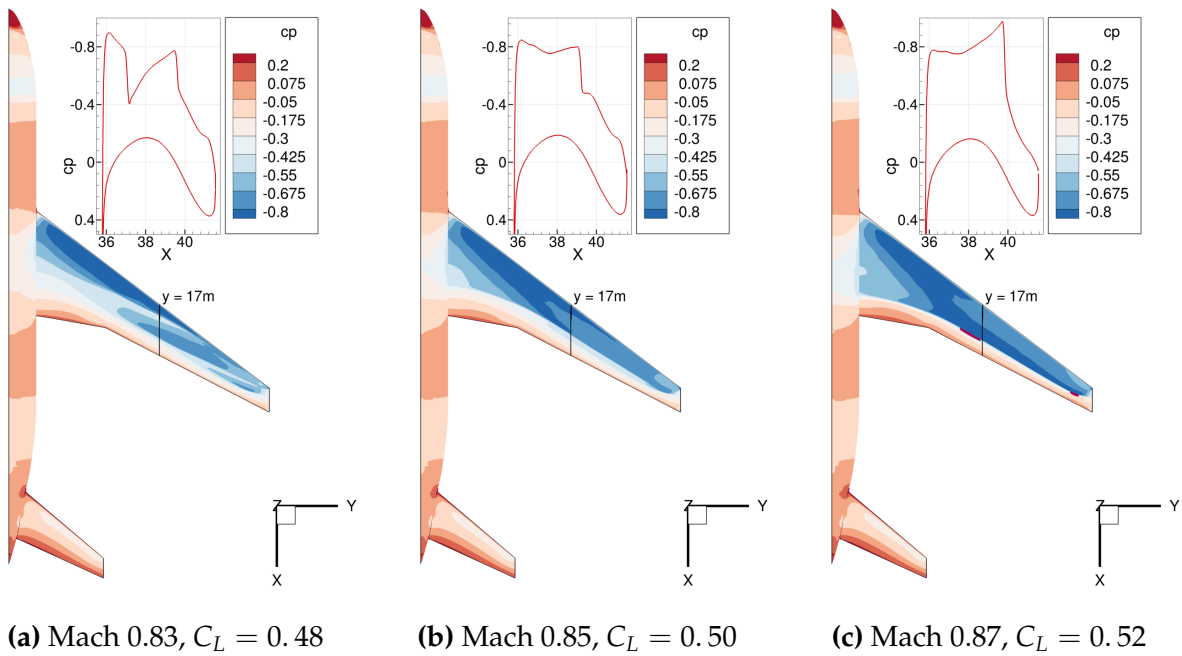 cp
-0.8
-0.4
0
0.4
cp
36
38
40
X
cp
0.2
0.075
-0.05
-0.175
-0.3
-0.425
-0.55
-0.675
-0.8
y = 17m
Z
Y
X
(a) Mach 0.83, C_L = 0.48
cp
-0.8
-0.4
0
0.4
36
38
40
X
cp
0.2
0.075
-0.05
-0.175
-0.3
-0.425
-0.55
-0.675
-0.8
y = 17m
Z
Y
X
(b) Mach 0.85, C_L = 0.50
cp
-0.8
-0.4
0
0.4
36
38
40
X
cp
0.2
0.075
-0.05
-0.175
-0.3
-0.425
-0.55
-0.675
-0.8
y = 17m
Z
Y
X
(c) Mach 0.87, C_L = 0.52